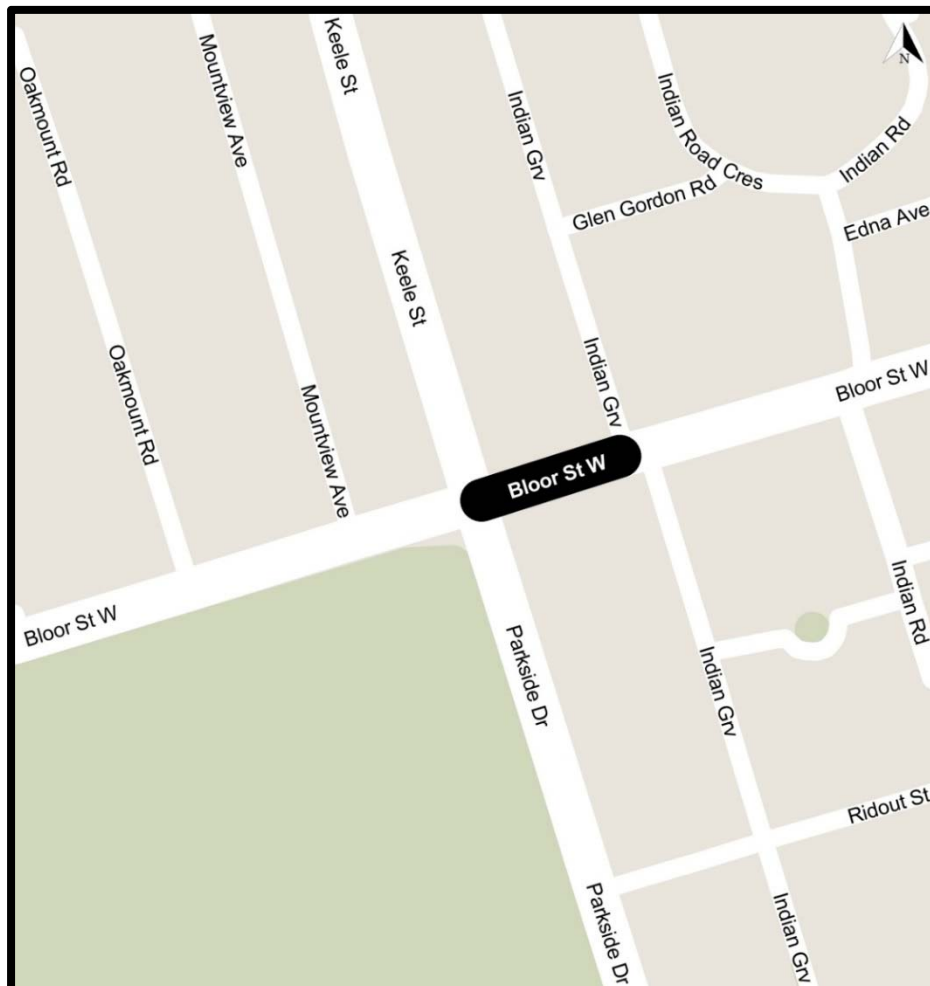 Keele St
Mountview Ave
N
Oakmount Rd
Indian Grv
Indian Road Cres
Indian Rd
Glen Gordon Rd
Edna Ave
Keele St
Indian Grv
Oakmount Rd
Mountview Ave
Bloor St W
Bloor St W
Bloor St W
Indian Rd
Parkside Dr
Indian Grv
Ridout St
Parkside Dr
Indian Grv